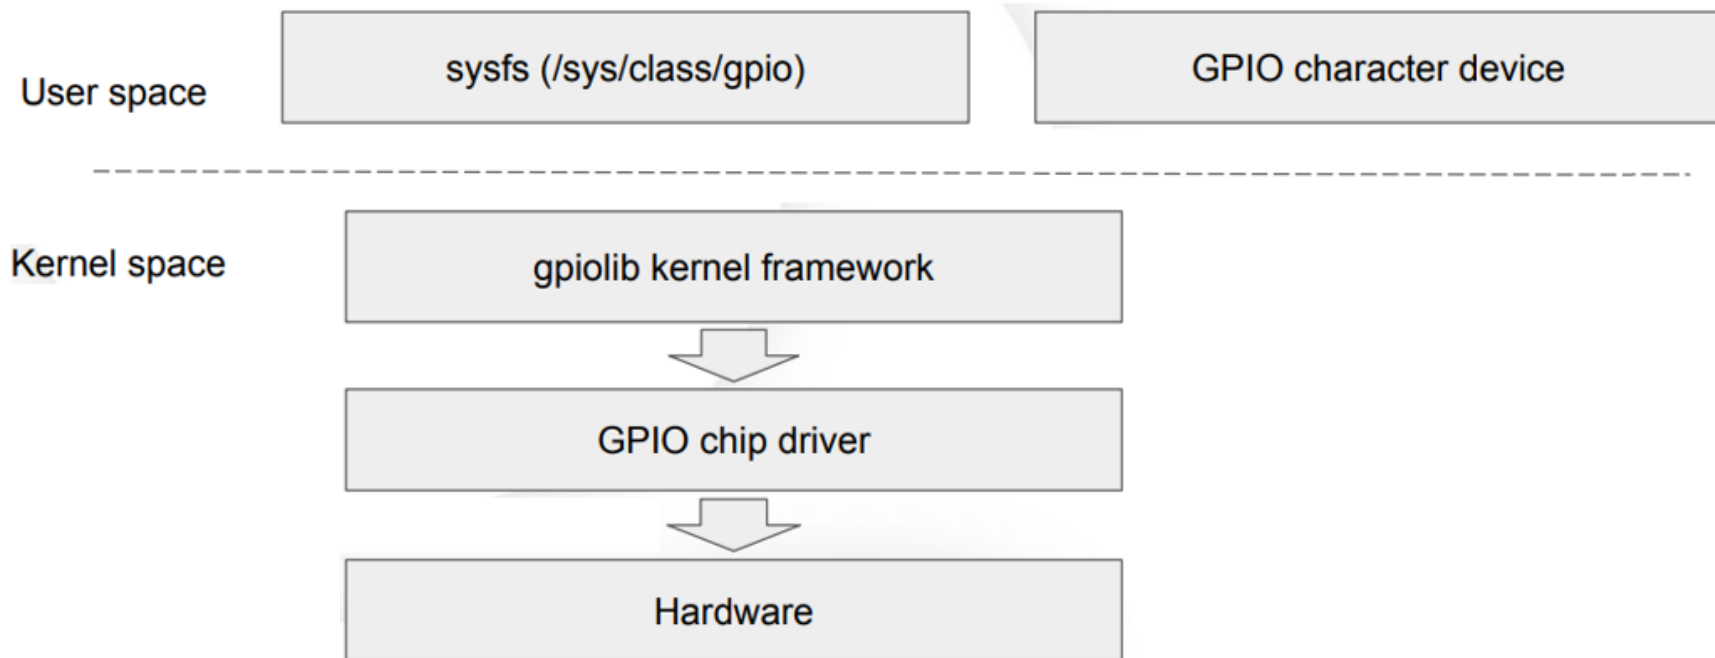 User space
sysfs (/sys/class/gpio)
GPIO character device
Kernel space
gpiolib kernel framework
GPIO chip driver
Hardware